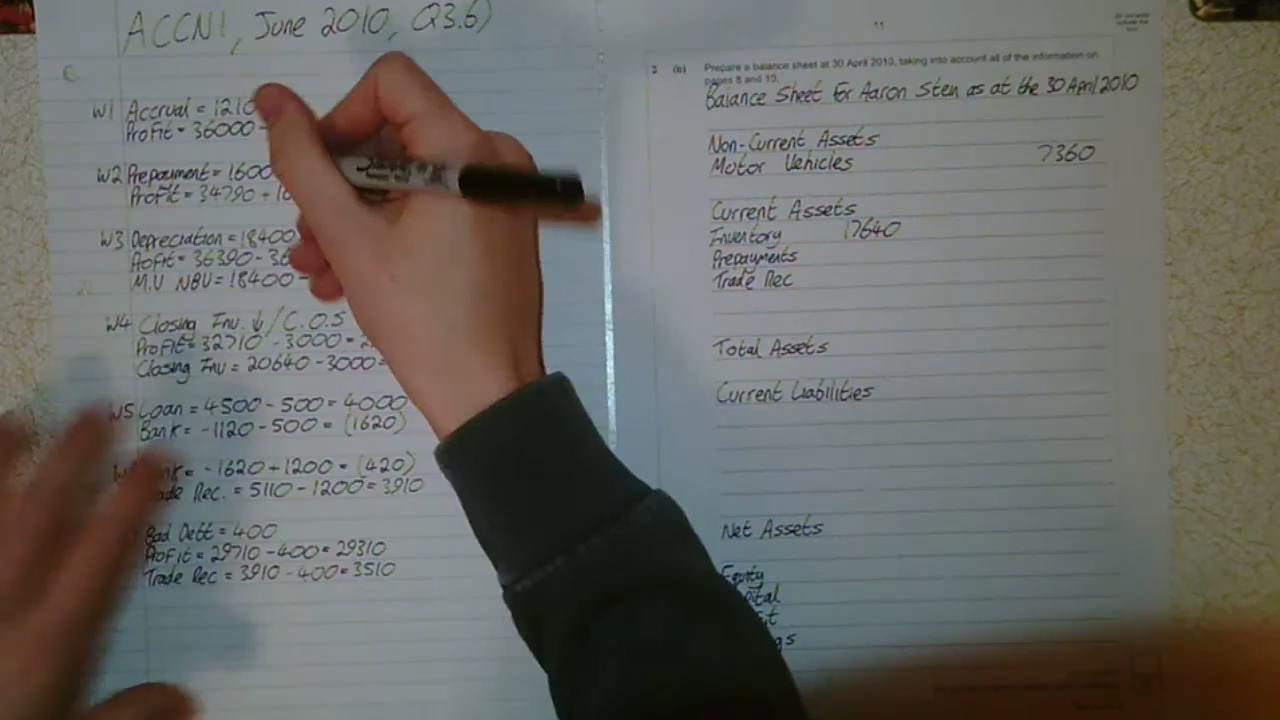 ACCN1, June 2010, Q3.b)
W1 Accrual = 1210
Profit = 36000 -
W2 Prepayment = 1600
Profit = 34790 +
W3 Depreciation = 18400
Profit = 36390 - 36
M.V NBV = 18400 -
W4 Closing Inv ↓ / C.O.S
Profit = 32710 - 3000 =
Closing Inv = 20640 - 3000 =
W5 Loan = 4500 - 500 = 4000
Bank = -1120 - 500 = (1620)
= -1620 + 1200 = (420)
Rec. = 5110 - 1200 = 3910
Bad Debt = 400
Profit = 29710 - 400 = 29310
Trade Rec = 3910 - 400 = 3510
11
3 (b) Prepare a balance sheet at 30 April 2010, taking into account all of the information on
pages 8 and 10.
Balance Sheet for Aaron Sten as at the 30 April 2010
Non-Current Assets
Motor Vehicles 7360
Current Assets
Inventory 17640
Prepayments
Trade Rec
Total Assets
Current Liabilities
Net Assets
Equity